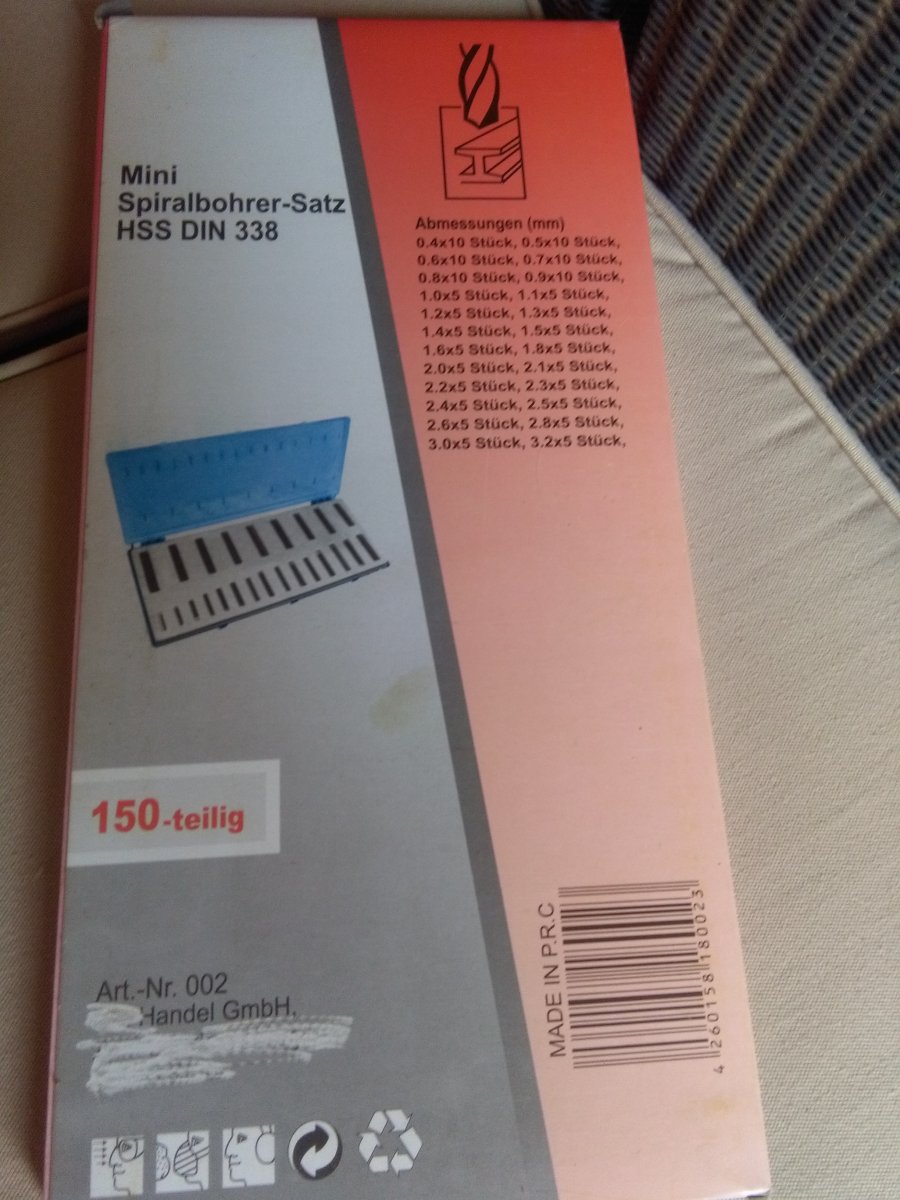 Mini
Spiralbohrer-Satz
HSS DIN 338
Abmessungen (mm)
0.4x10 Stück, 0.5x10 Stück,
0.6x10 Stück, 0.7x10 Stück,
0.8x10 Stück, 0.9x10 Stück,
1.0x5 Stück, 1.1x5 Stück,
1.2x5 Stück, 1.3x5 Stück,
1.4x5 Stück, 1.5x5 Stück,
1.6x5 Stück, 1.8x5 Stück,
2.0x5 Stück, 2.1x5 Stück,
2.2x5 Stück, 2.3x5 Stück,
2.4x5 Stück, 2.5x5 Stück,
2.6x5 Stück, 2.8x5 Stück,
3.0x5 Stück, 3.2x5 Stück,
150-teilig
Art.-Nr. 002
Handel GmbH,
MADE IN P.R.C
4 260158 180023